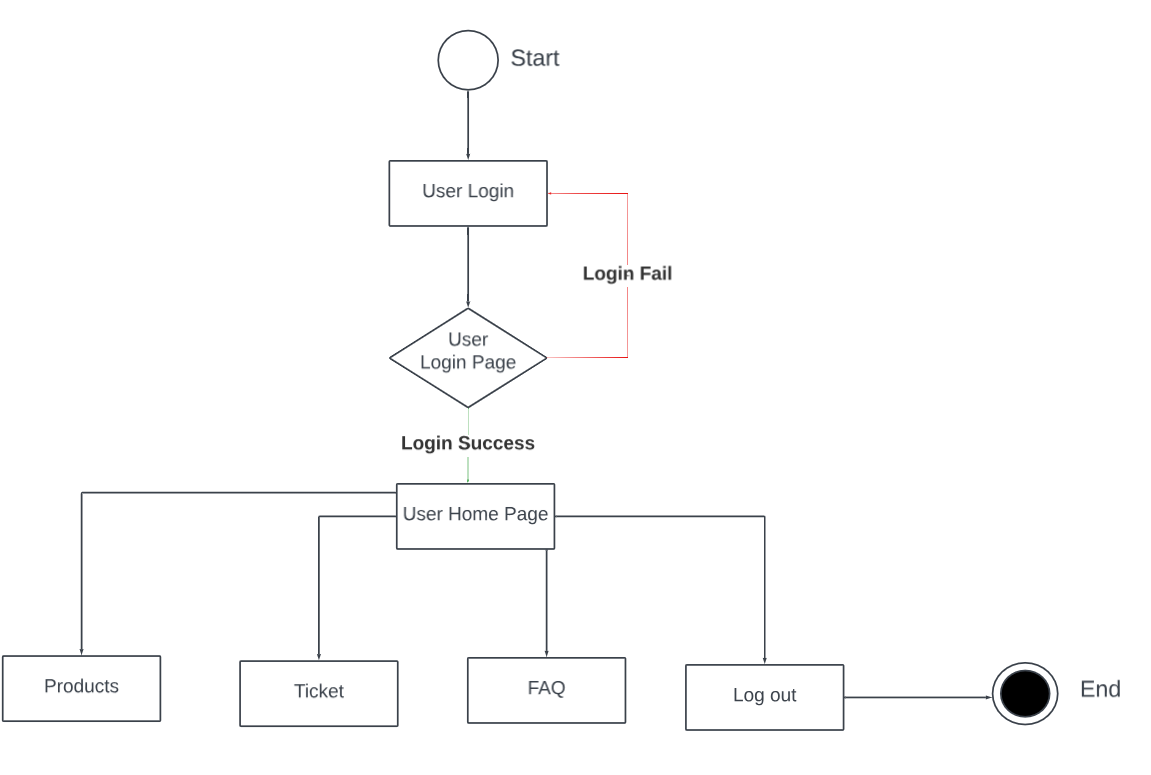 Start
User Login
Login Fail
User
Login Page
Login Success
User Home Page
Products
Ticket
FAQ
Log out
End